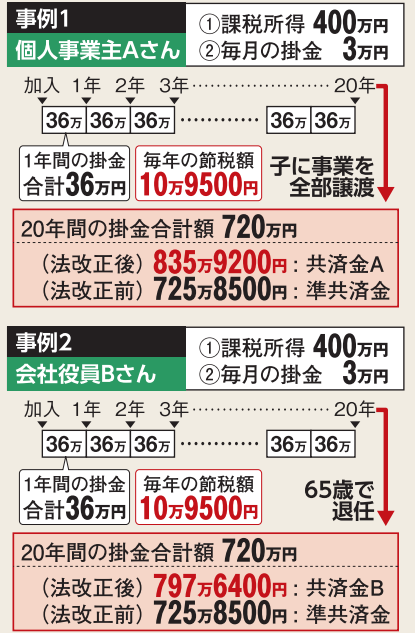 事例1
個人事業主Aさん
①課税所得 400万円
②毎月の掛金 3万円
加入 1年 2年 3年 20年
36万 36万 36万 36万 36万
1年間の掛金
合計36万円
毎年の節税額
10万9500円
子に事業を
全部譲渡
20年間の掛金合計額 720万円
(法改正後) 835万9200円:共済金A
(法改正前) 725万8500円:準共済金
事例2
会社役員Bさん
①課税所得 400万円
②毎月の掛金 3万円
加入 1年 2年 3年 20年
36万 36万 36万 36万 36万
1年間の掛金
合計36万円
毎年の節税額
10万9500円
65歳で
退任
20年間の掛金合計額 720万円
(法改正後) 797万6400円:共済金B
(法改正前) 725万8500円:準共済金